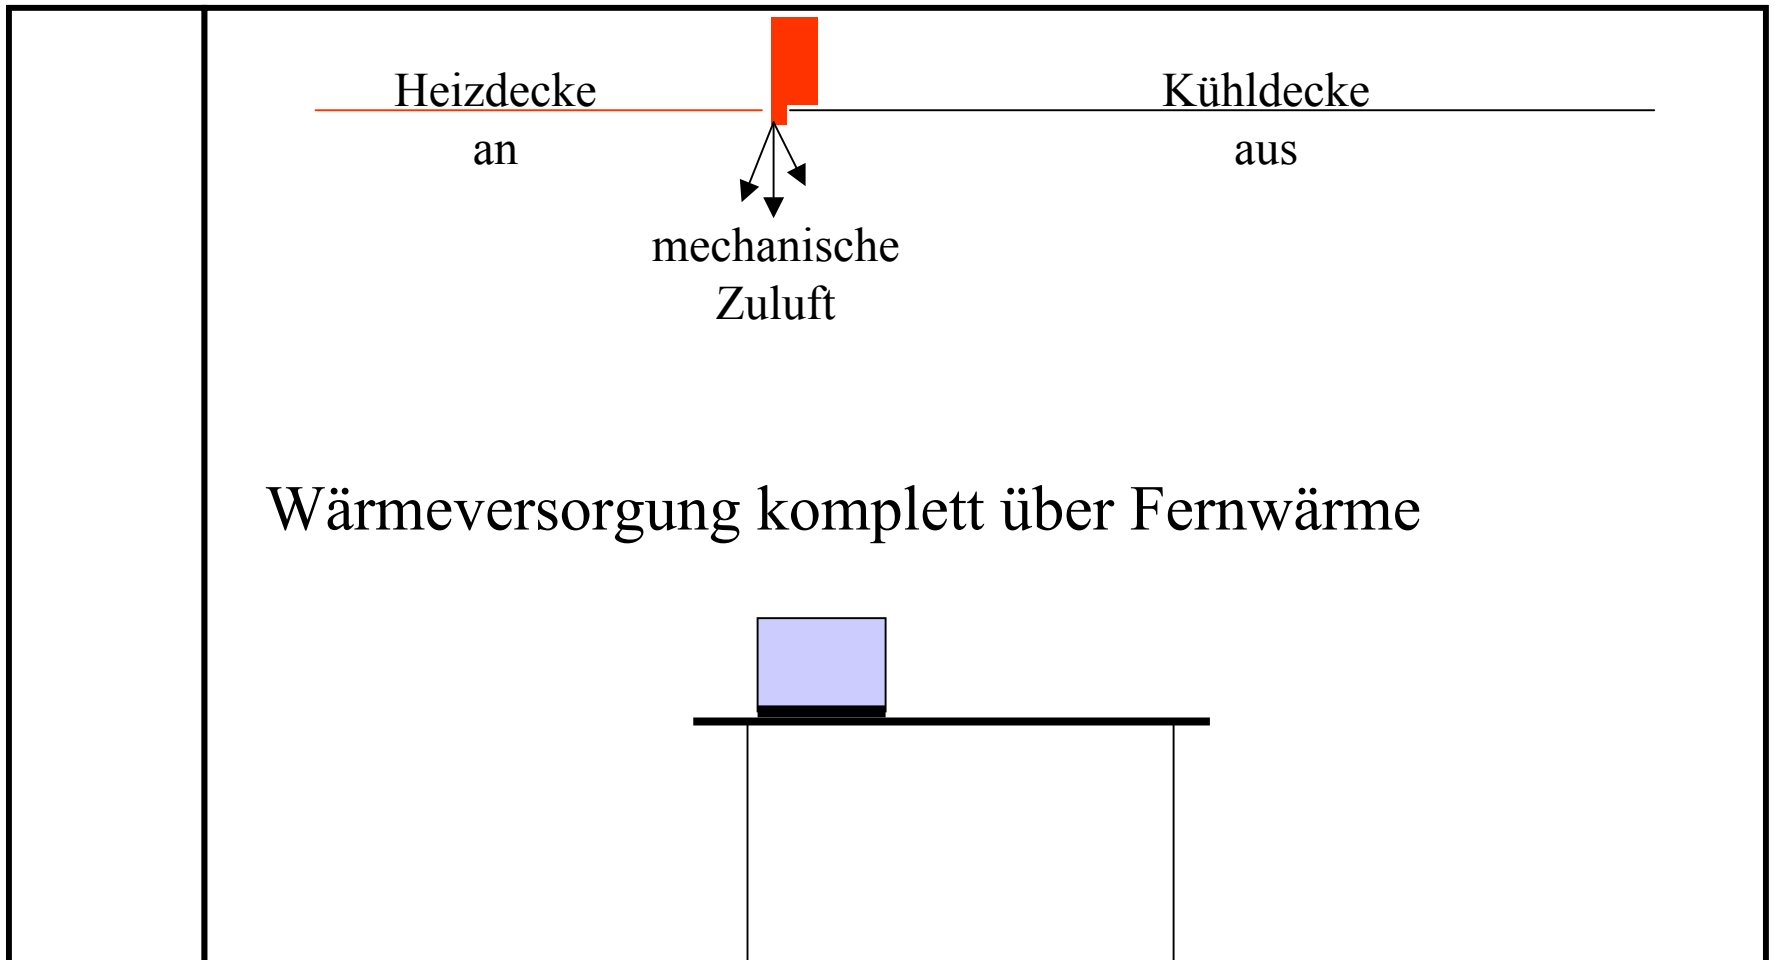 Heizdecke
an
Kühldecke
aus
mechanische
Zuluft
Wärmeversorgung komplett über Fernwärme